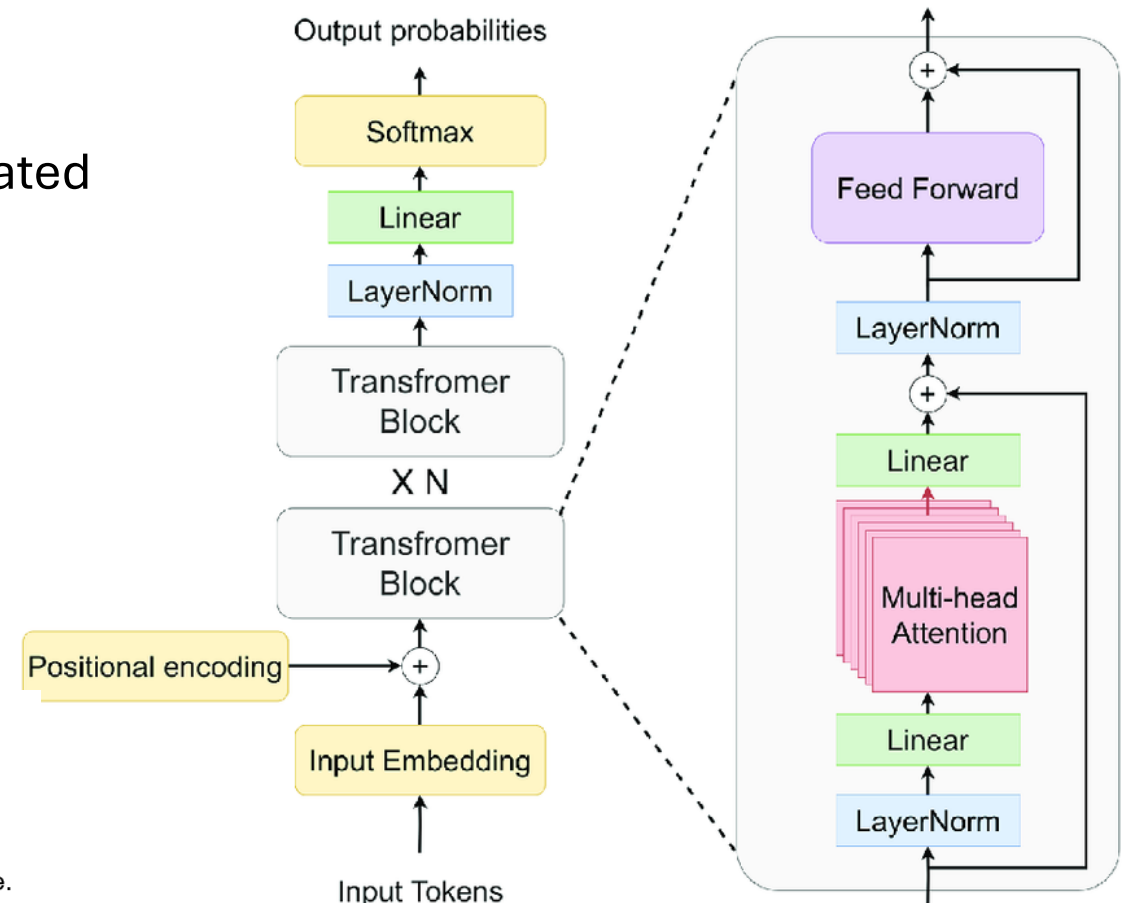 Output probabilities
Softmax
ated
Linear
LayerNorm
Transfromer
Block
X N
Transfromer
Block
Positional encoding
+
Input Embedding
e.
Input Tokens
+
Feed Forward
LayerNorm
+
Linear
Multi-head
Attention
Linear
LayerNorm